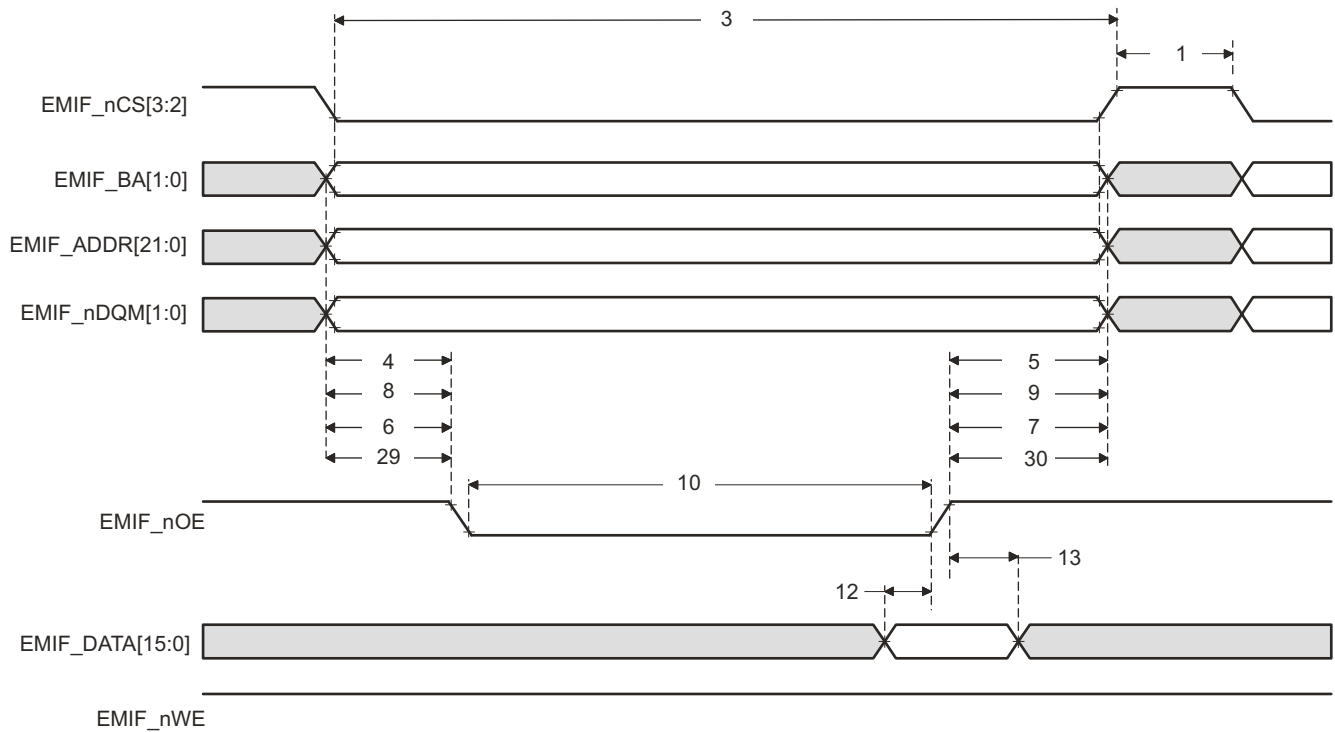 3
1
EMIF_nCS[3:2]
EMIF_BA[1:0]
EMIF_ADDR[21:0]
EMIF_nDQM[1:0]
4 5
8 9
6 7
29 30
10
EMIF_nOE
13
12
EMIF_DATA[15:0]
EMIF_nWE